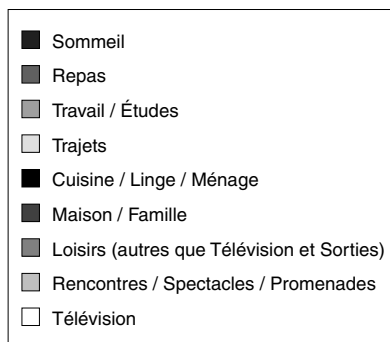 Sommeil
Repas
Travail / Études
Trajets
Cuisine / Linge / Ménage
Maison / Famille
Loisirs (autres que Télévision et Sorties)
Rencontres / Spectacles / Promenades
Télévision